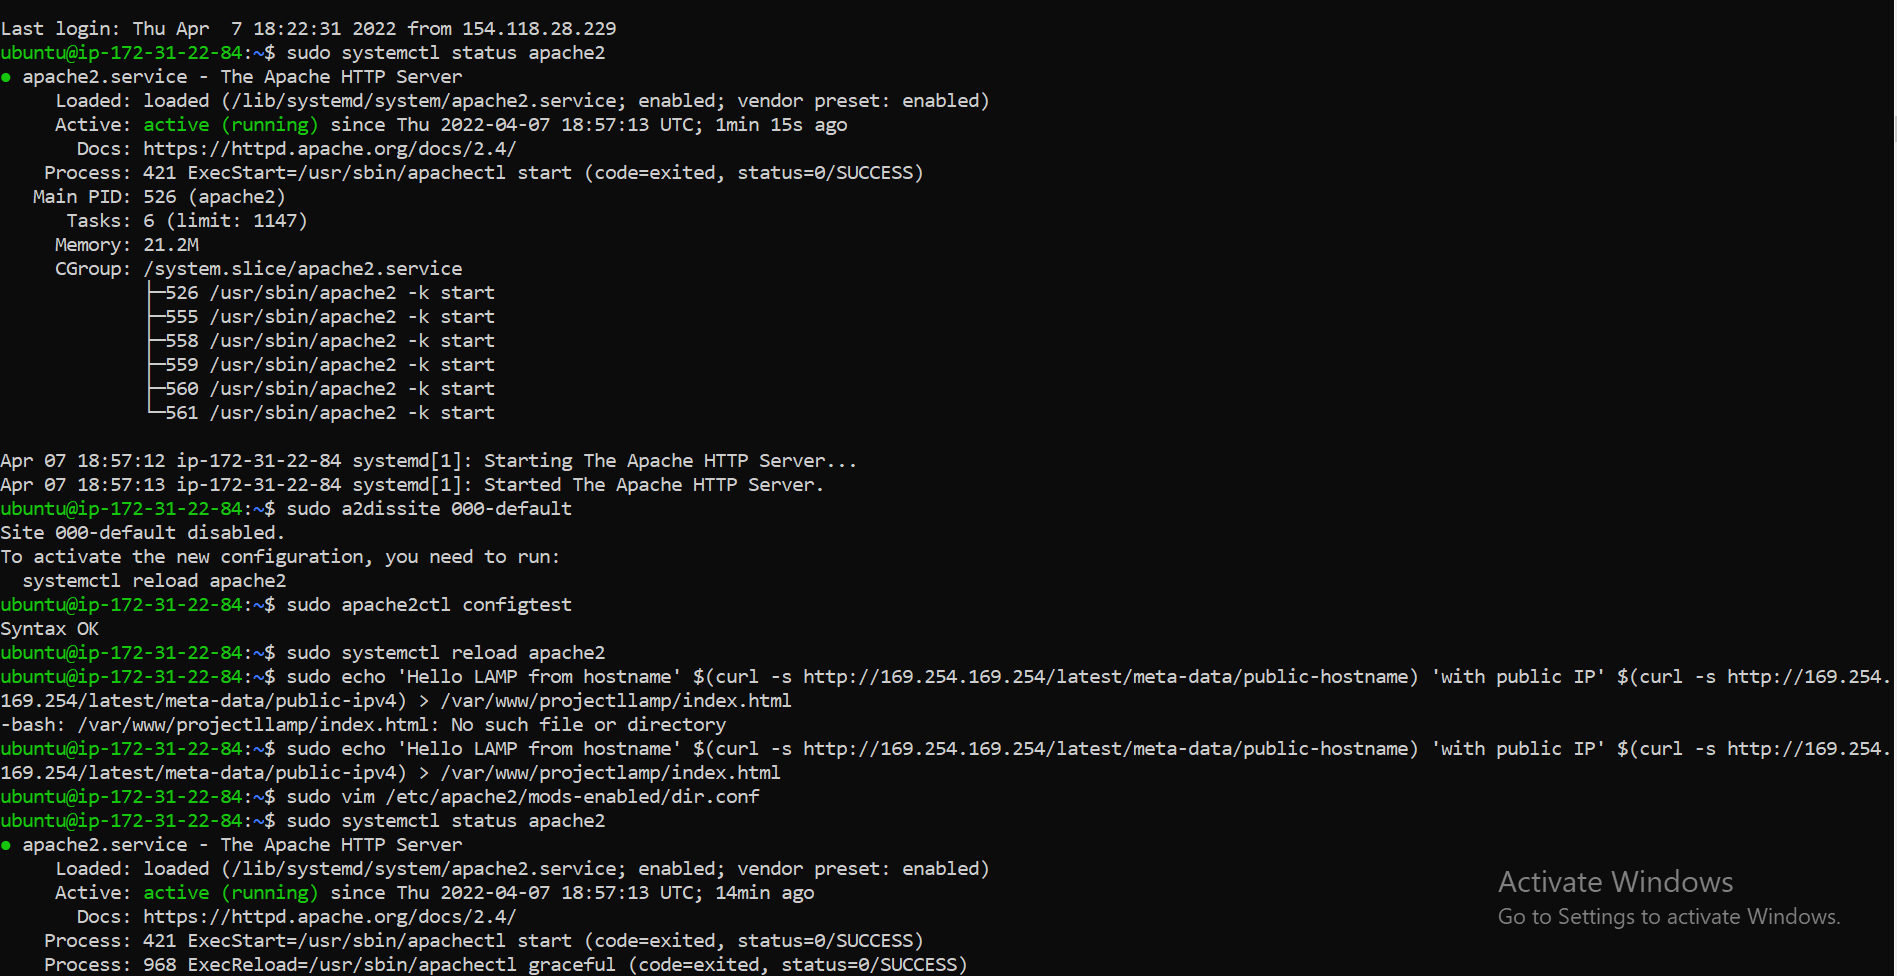 Last login: Thu Apr  7 18:22:31 2022 from 154.118.28.229
ubuntu@ip-172-31-22-84:~$ sudo systemctl status apache2
● apache2.service - The Apache HTTP Server
     Loaded: loaded (/lib/systemd/system/apache2.service; enabled; vendor preset: enabled)
     Active: active (running) since Thu 2022-04-07 18:57:13 UTC; 1min 15s ago
       Docs: https://httpd.apache.org/docs/2.4/
    Process: 421 ExecStart=/usr/sbin/apachectl start (code=exited, status=0/SUCCESS)
   Main PID: 526 (apache2)
      Tasks: 6 (limit: 1147)
     Memory: 21.2M
     CGroup: /system.slice/apache2.service
             ├─526 /usr/sbin/apache2 -k start
             ├─555 /usr/sbin/apache2 -k start
             ├─558 /usr/sbin/apache2 -k start
             ├─559 /usr/sbin/apache2 -k start
             ├─560 /usr/sbin/apache2 -k start
             └─561 /usr/sbin/apache2 -k start

Apr 07 18:57:12 ip-172-31-22-84 systemd[1]: Starting The Apache HTTP Server...
Apr 07 18:57:13 ip-172-31-22-84 systemd[1]: Started The Apache HTTP Server.
ubuntu@ip-172-31-22-84:~$ sudo a2dissite 000-default
Site 000-default disabled.
To activate the new configuration, you need to run:
  systemctl reload apache2
ubuntu@ip-172-31-22-84:~$ sudo apache2ctl configtest
Syntax OK
ubuntu@ip-172-31-22-84:~$ sudo systemctl reload apache2
ubuntu@ip-172-31-22-84:~$ sudo echo 'Hello LAMP from hostname' $(curl -s http://169.254.169.254/latest/meta-data/public-hostname) 'with public IP' $(curl -s http://169.254.
169.254/latest/meta-data/public-ipv4) > /var/www/projectllamp/index.html
-bash: /var/www/projectllamp/index.html: No such file or directory
ubuntu@ip-172-31-22-84:~$ sudo echo 'Hello LAMP from hostname' $(curl -s http://169.254.169.254/latest/meta-data/public-hostname) 'with public IP' $(curl -s http://169.254.
169.254/latest/meta-data/public-ipv4) > /var/www/projectlamp/index.html
ubuntu@ip-172-31-22-84:~$ sudo vim /etc/apache2/mods-enabled/dir.conf
ubuntu@ip-172-31-22-84:~$ sudo systemctl status apache2
● apache2.service - The Apache HTTP Server
     Loaded: loaded (/lib/systemd/system/apache2.service; enabled; vendor preset: enabled)
     Active: active (running) since Thu 2022-04-07 18:57:13 UTC; 14min ago
       Docs: https://httpd.apache.org/docs/2.4/
    Process: 421 ExecStart=/usr/sbin/apachectl start (code=exited, status=0/SUCCESS)
    Process: 968 ExecReload=/usr/sbin/apachectl graceful (code=exited, status=0/SUCCESS)
Activate Windows
Go to Settings to activate Windows.